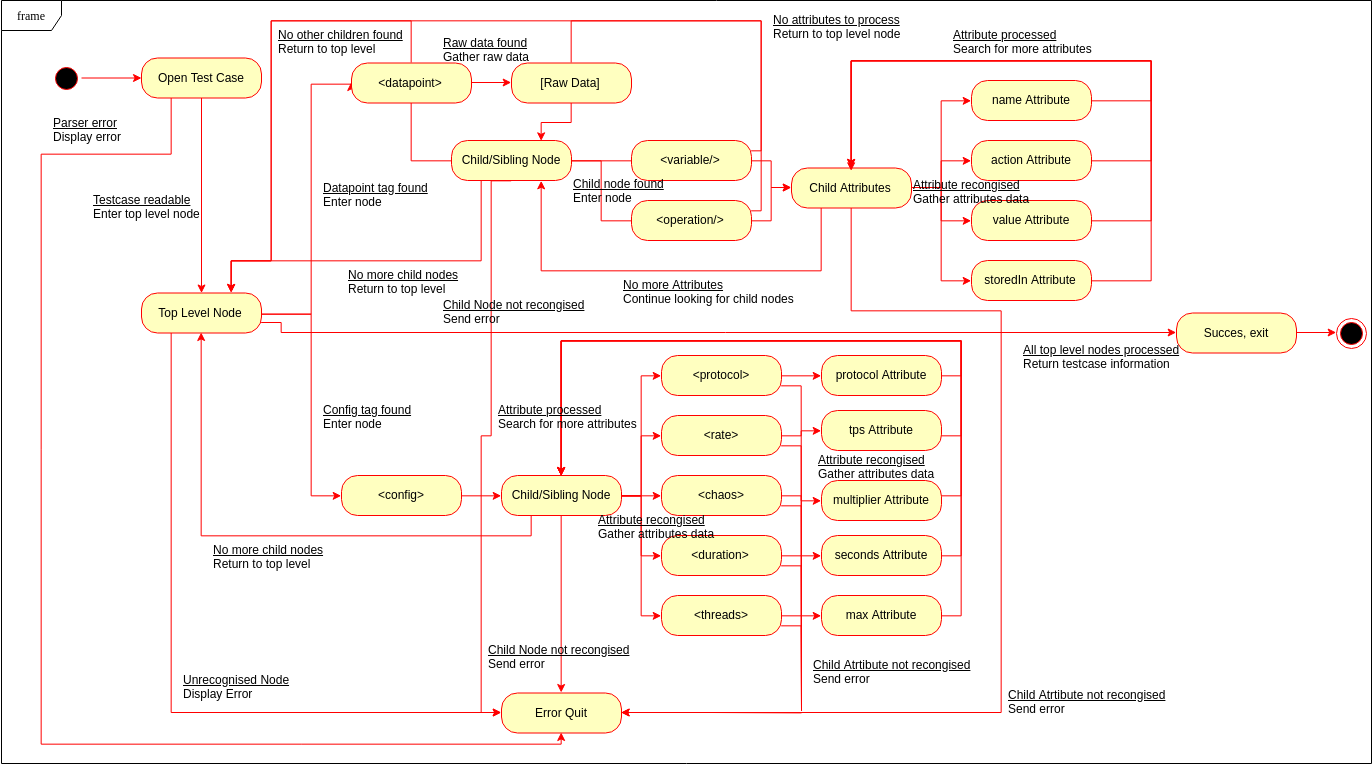 frame
No other children found
Return to top level
Raw data found
Gather raw data
No attributes to process
Return to top level node
Attribute processed
Search for more attributes
Open Test Case
<datapoint>
[Raw Data]
name Attribute
Parser error
Display error
Child/Sibling Node
<variable/>
action Attribute
Testcase readable
Enter top level node
Datapoint tag found
Enter node
Child node found
Enter node
Child Attributes
Attribute recongised
Gather attributes data
<operation/>
value Attribute
No more child nodes
Return to top level
No more Attributes
Continue looking for child nodes
storedIn Attribute
Top Level Node
Child Node not recongised
Send error
Succes, exit
All top level nodes processed
Return testcase information
<protocol>
protocol Attribute
Config tag found
Enter node
Attribute processed
Search for more attributes
<rate>
tps Attribute
Attribute recongised
Gather attributes data
<config>
Child/Sibling Node
<chaos>
multiplier Attribute
Attribute recongised
Gather attributes data
No more child nodes
Return to top level
<duration>
seconds Attribute
<threads>
max Attribute
Child Node not recongised
Send error
Child Atrtibute not recongised
Send error
Unrecognised Node
Display Error
Child Atrtibute not recongised
Send error
Error Quit